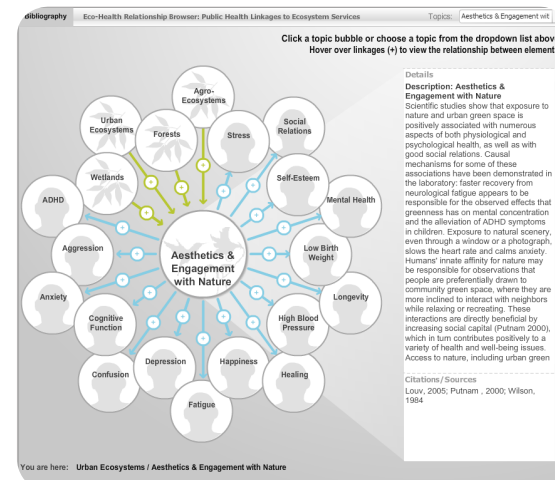 Bibliography
Eco-Health Relationship Browser: Public Health Linkages to Ecosystem Services
Topics:
Aesthetics & Engagement wit
Click a topic bubble or choose a topic from the dropdown list abov
Hover over linkages (+) to view the relationship between element
Agro-
Ecosystems
Urban
Ecosystems
Forests
Stress
Social
Relations
Wetlands
Self-Esteem
ADHD
Mental Health
Aggression
Aesthetics &
Engagement
with Nature
Low Birth
Weight
Anxiety
Longevity
Cognitive
Function
High Blood
Pressure
Confusion
Depression
Happiness
Healing
Fatigue
Details
Description: Aesthetics &
Engagement with Nature
Scientific studies show that exposure to
nature and urban green space is
positively associated with numerous
aspects of both physiological and
psychological health, as well as with
good social relations. Causal
mechanisms for some of these
associations have been demonstrated in
the laboratory: faster recovery from
neurological fatigue appears to be
responsible for the observed effects that
greenness has on mental concentration
and the alleviation of ADHD symptoms
in children. Exposure to natural scenery,
even through a window or a photograph,
slows the heart rate and calms anxiety.
Humans' innate affinity for nature may
be responsible for observations that
people are preferentially drawn to
community green space, where they are
more inclined to interact with neighbors
while relaxing or recreating. These
interactions are directly beneficial by
increasing social capital (Putnam 2000),
which in turn contributes positively to a
variety of health and well-being issues.
Access to nature, including urban green
Citations/Sources
Louv, 2005; Putnam , 2000; Wilson,
1984
You are here: Urban Ecosystems / Aesthetics & Engagement with Nature